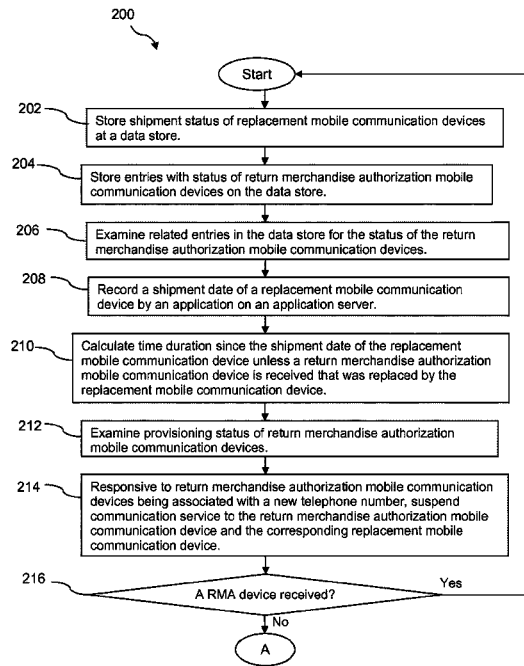 200
Start
202
Store shipment status of replacement mobile communication devices
at a data store.
204
Store entries with status of return merchandise authorization mobile
communication devices on the data store.
206
Examine related entries in the data store for the status of the return
merchandise authorization mobile communication devices.
208
Record a shipment date of a replacement mobile communication
device by an application on an application server.
210
Calculate time duration since the shipment date of the replacement
mobile communication device unless a return merchandise authorization
mobile communication device is received that was replaced by the
replacement mobile communication device.
212
Examine provisioning status of return merchandise authorization
mobile communication devices.
214
Responsive to return merchandise authorization mobile communication
devices being associated with a new telephone number, suspend
communication service to the return merchandise authorization mobile
communication device and the corresponding replacement mobile
communication device.
216
A RMA device received?
Yes
No
A